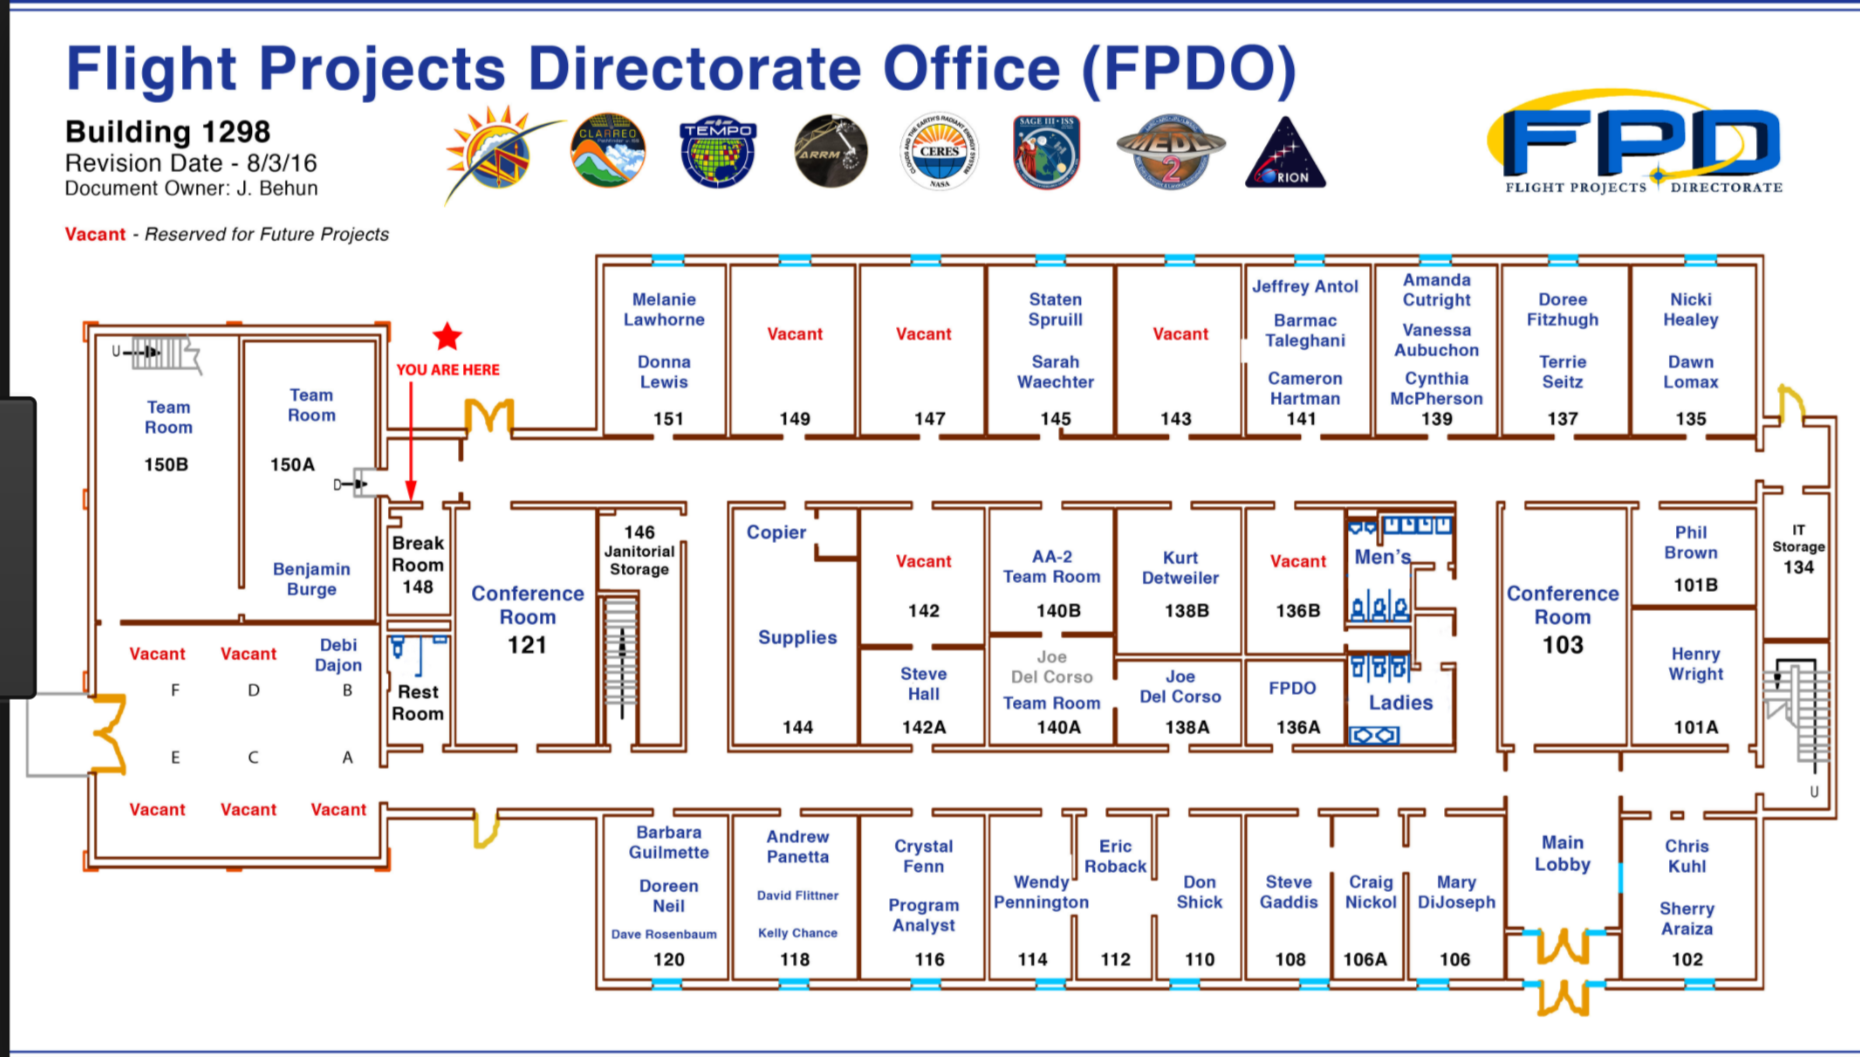 Flight Projects Directorate Office (FPDO)
Building 1298
Revision Date - 8/3/16
Document Owner: J. Behun
Vacant - Reserved for Future Projects
CLARREO
TEMPO
ARRM
CLOUDS AND THE EARTH'S RADIANT ENERGY SYSTEM
CERES
NASA
SAGE III • ISS
MEDLI
2
ORION
FPD
FLIGHT PROJECTS DIRECTORATE
YOU ARE HERE
Melanie
Lawhorne
Donna
Lewis
151
Vacant
149
Vacant
147
Staten
Spruill
Sarah
Waechter
145
Vacant
143
Jeffrey Antol
Barmac
Taleghani
Cameron
Hartman
141
Amanda
Cutright
Vanessa
Aubuchon
Cynthia
McPherson
139
Doree
Fitzhugh
Terrie
Seitz
137
Nicki
Healey
Dawn
Lomax
135
U
Team
Room
150B
Team
Room
150A
D
Benjamin
Burge
Break
Room
148
Conference
Room
121
146
Janitorial
Storage
Copier
Supplies
144
Vacant
142
Steve
Hall
142A
AA-2
Team Room
140B
Joe
Del Corso
Team Room
140A
Kurt
Detweiler
138B
Joe
Del Corso
138A
Vacant
136B
FPDO
136A
Men's
Ladies
Conference
Room
103
Phil
Brown
101B
Henry
Wright
101A
IT
Storage
134
U
Vacant
F
Vacant
D
Debi
Dajon
B
E
C
A
Vacant
Vacant
Vacant
Rest
Room
Barbara
Guilmette
Doreen
Neil
Dave Rosenbaum
120
Andrew
Panetta
David Flittner
Kelly Chance
118
Crystal
Fenn
Program
Analyst
116
Wendy
Pennington
114
Eric
Roback
112
Don
Shick
110
Steve
Gaddis
108
Craig
Nickol
106A
Mary
DiJoseph
106
Main
Lobby
Chris
Kuhl
Sherry
Araiza
102